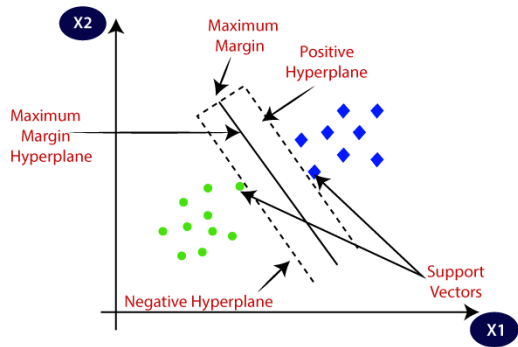 X2
Maximum
Margin
Positive
Hyperplane
Maximum
Margin
Hyperplane
Support
Vectors
Negative Hyperplane
X1